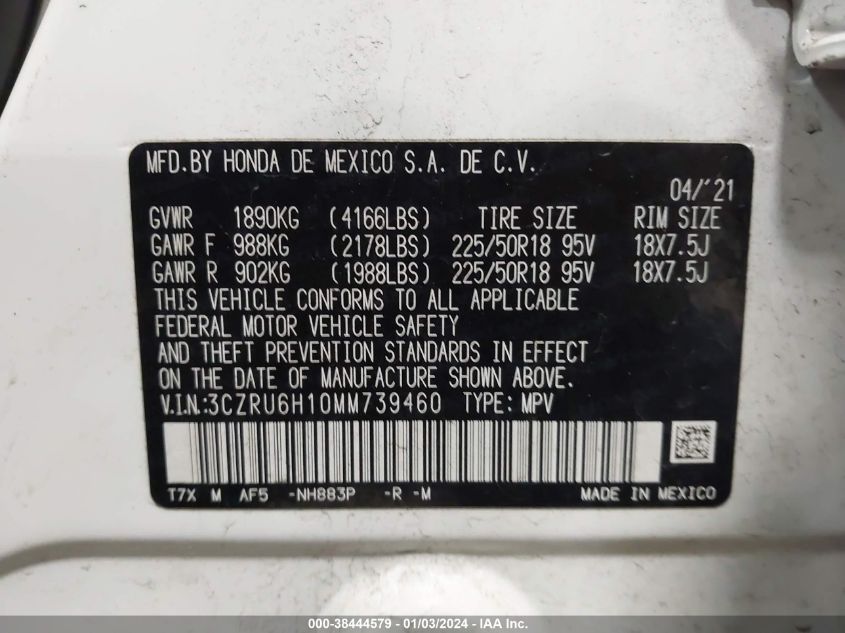 MFD.BY HONDA DE MEXICO S.A. DE C.V.
04/'21
GVWR 1890KG (4166LBS) TIRE SIZE RIM SIZE
GAWR F 988KG (2178LBS) 225/50R18 95V 18X7.5J
GAWR R 902KG (1988LBS) 225/50R18 95V 18X7.5J
THIS VEHICLE CONFORMS TO ALL APPLICABLE
FEDERAL MOTOR VEHICLE SAFETY
AND THEFT PREVENTION STANDARDS IN EFFECT
ON THE DATE OF MANUFACTURE SHOWN ABOVE.
V.I.N:3CZRU6H10MM739460 TYPE: MPV
T7X M AF5 -NH883P -R -M MADE IN MEXICO
000-38444579 - 01/03/2024 - IAA Inc.